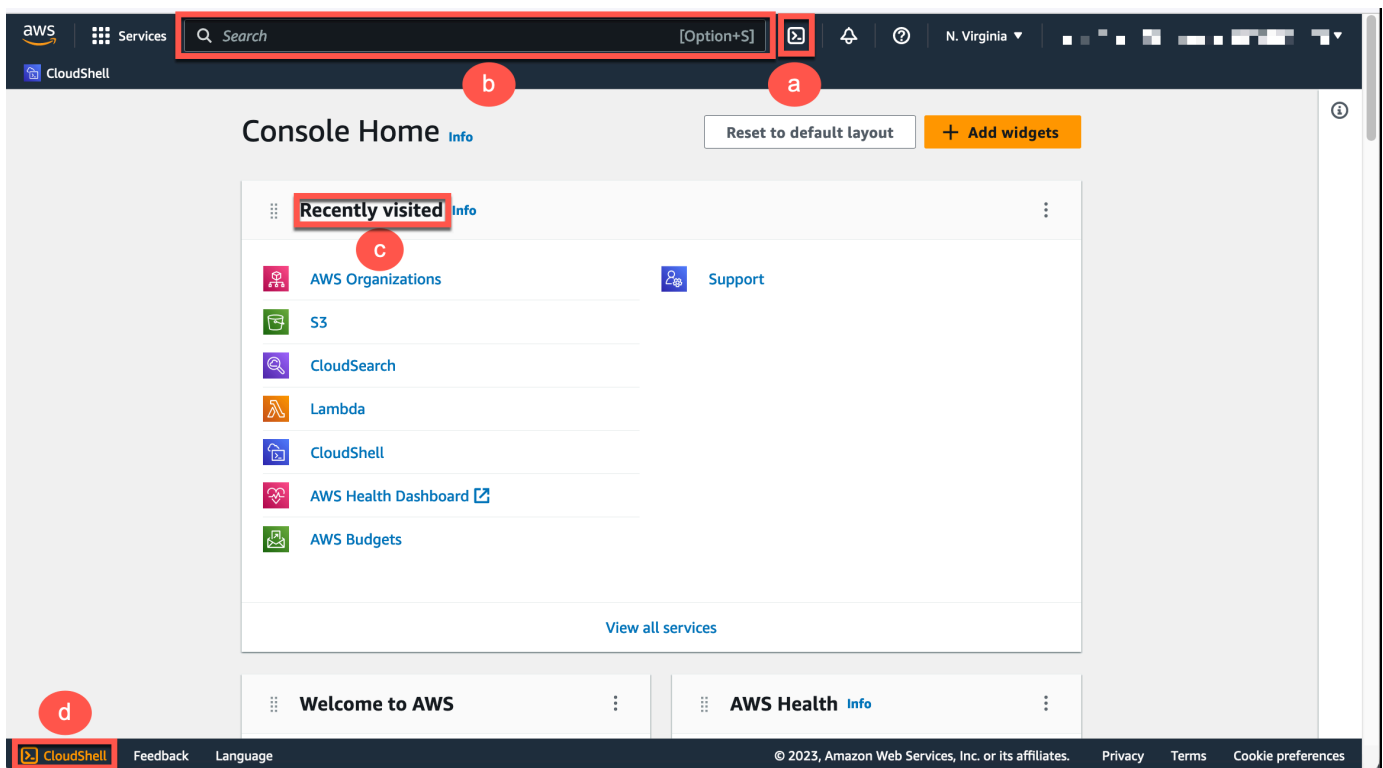 aws Services Search [Option+S] N. Virginia
CloudShell
b a
Console Home Info Reset to default layout + Add widgets
Recently visited Info
c
AWS Organizations Support
S3
CloudSearch
Lambda
CloudShell
AWS Health Dashboard
AWS Budgets
View all services
Welcome to AWS AWS Health Info
d
CloudShell Feedback Language © 2023, Amazon Web Services, Inc. or its affiliates. Privacy Terms Cookie preferences